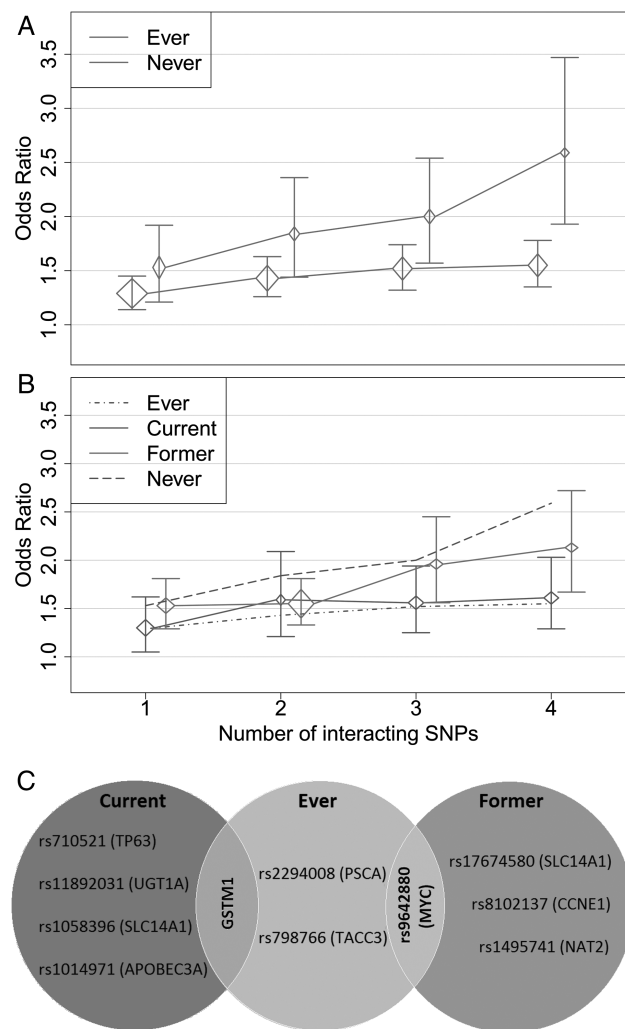 A
Ever
Never
3.5
3.0
2.5
2.0
1.5
1.0
Odds Ratio
B
Ever
Current
Former
Never
3.5
3.0
2.5
2.0
1.5
1.0
Odds Ratio
1 2 3 4
Number of interacting SNPs
C
Current
rs710521 (TP63)
rs11892031 (UGT1A)
rs1058396 (SLC14A1)
rs1014971 (APOBEC3A)
GSTM1
Ever
rs2294008 (PSCA)
rs798766 (TACC3)
rs9642880
(MYC)
Former
rs17674580 (SLC14A1)
rs8102137 (CCNE1)
rs1495741 (NAT2)